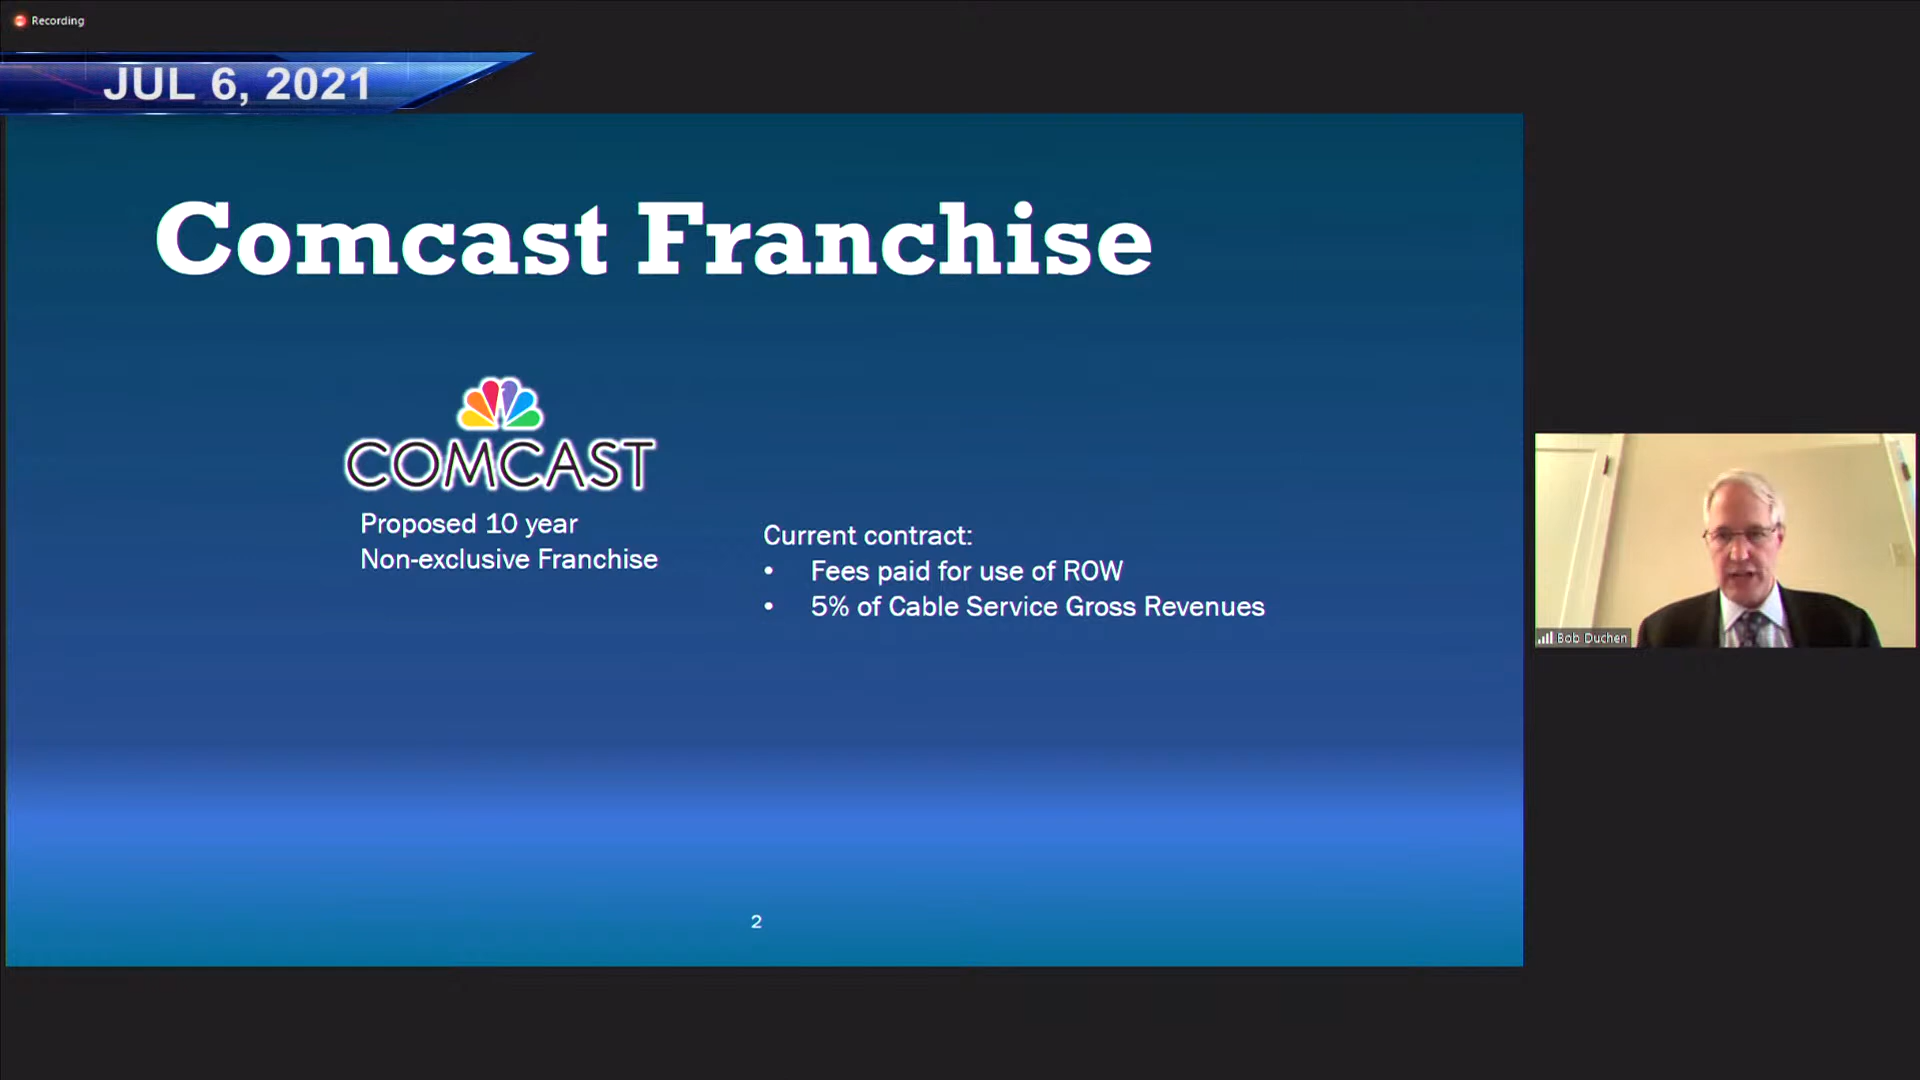 Recording
JUL 6, 2021
Comcast Franchise
COMCAST
Proposed 10 year
Non-exclusive Franchise
Current contract:
• Fees paid for use of ROW
• 5% of Cable Service Gross Revenues
Bob Duchen
2